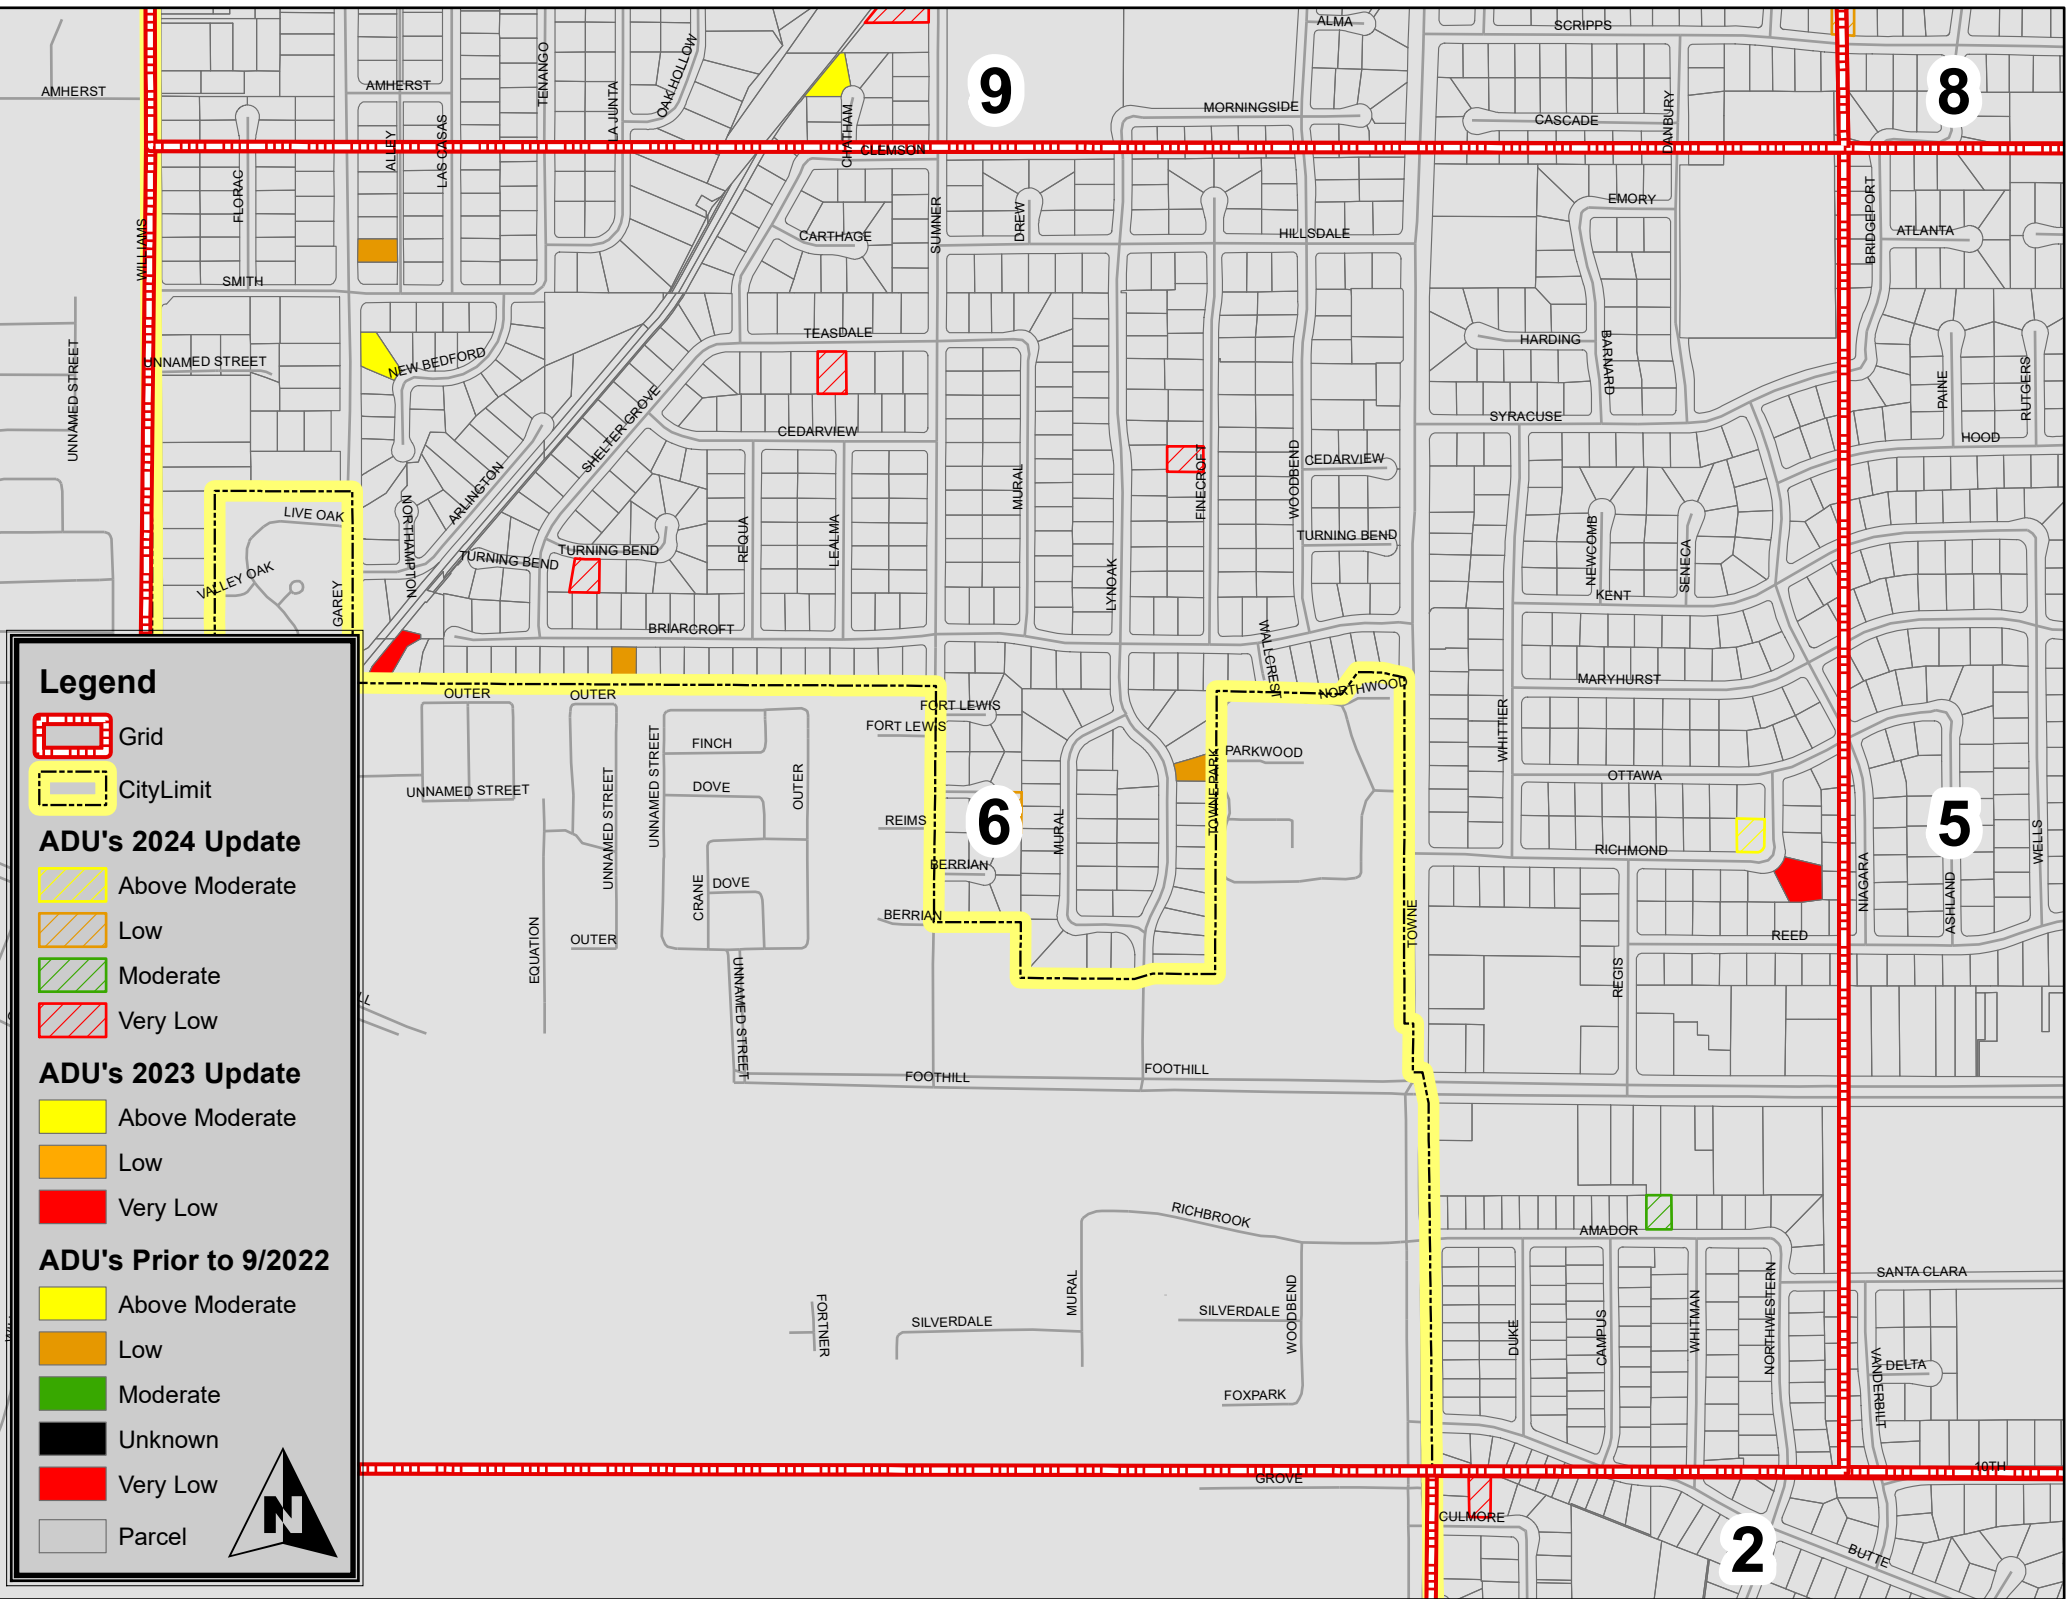 ALMA
SCRIPPS
9
8
AMHERST
AMHERST
TENANGO
LA JUNTA
OAK HOLLOW
CHATHAM
MORNINGSIDE
CASCADE
DANBURY
ALLEY
LAS CASAS
CLEMSON
FLORAC
WILLIAMS
SUMNER
DREW
CARTHAGE
HILLSDALE
EMORY
BRIDGEPORT
ATLANTA
SMITH
UNNAMED STREET
UNNAMED STREET
NEW BEDFORD
TEASDALE
HARDING
BARNARD
PAINE
RUTGERS
SHELTER GROVE
CEDARVIEW
SYRACUSE
HOOD
ARLINGTON
MURAL
FINECROFT
WOODBEND
CEDARVIEW
LIVE OAK
NORTHAMPTON
REQUA
LEALMA
TURNING BEND
TURNING BEND
TURNING BEND
NEWCOMB
SENECA
VALLEY OAK
GAREY
LYNOAK
KENT
BRIARCROFT
WALLCREST
NORTHWOOD
MARYHURST
OUTER
OUTER
FORT LEWIS
FORT LEWIS
WHITTIER
UNNAMED STREET
FINCH
OUTER
PARKWOOD
TOWNE PARK
OTTAWA
UNNAMED STREET
UNNAMED STREET
DOVE
REIMS
6
MURAL
5
RICHMOND
WELLS
BERRIAN
CRANE
DOVE
BERRIAN
NIAGARA
ASHLAND
TOWNE
REED
EQUATION
OUTER
UNNAMED STREET
REGIS
FOOTHILL
FOOTHILL
RICHBROOK
AMADOR
SANTA CLARA
MURAL
WOODBEND
FORTNER
SILVERDALE
SILVERDALE
DUKE
CAMPUS
WHITMAN
NORTHWESTERN
VANDERBILT
DELTA
FOXPARK
GROVE
10TH
CULMORE
2
BUTTE
Legend
Grid
CityLimit
ADU's 2024 Update
Above Moderate
Low
Moderate
Very Low
ADU's 2023 Update
Above Moderate
Low
Very Low
ADU's Prior to 9/2022
Above Moderate
Low
Moderate
Unknown
Very Low
Parcel
N